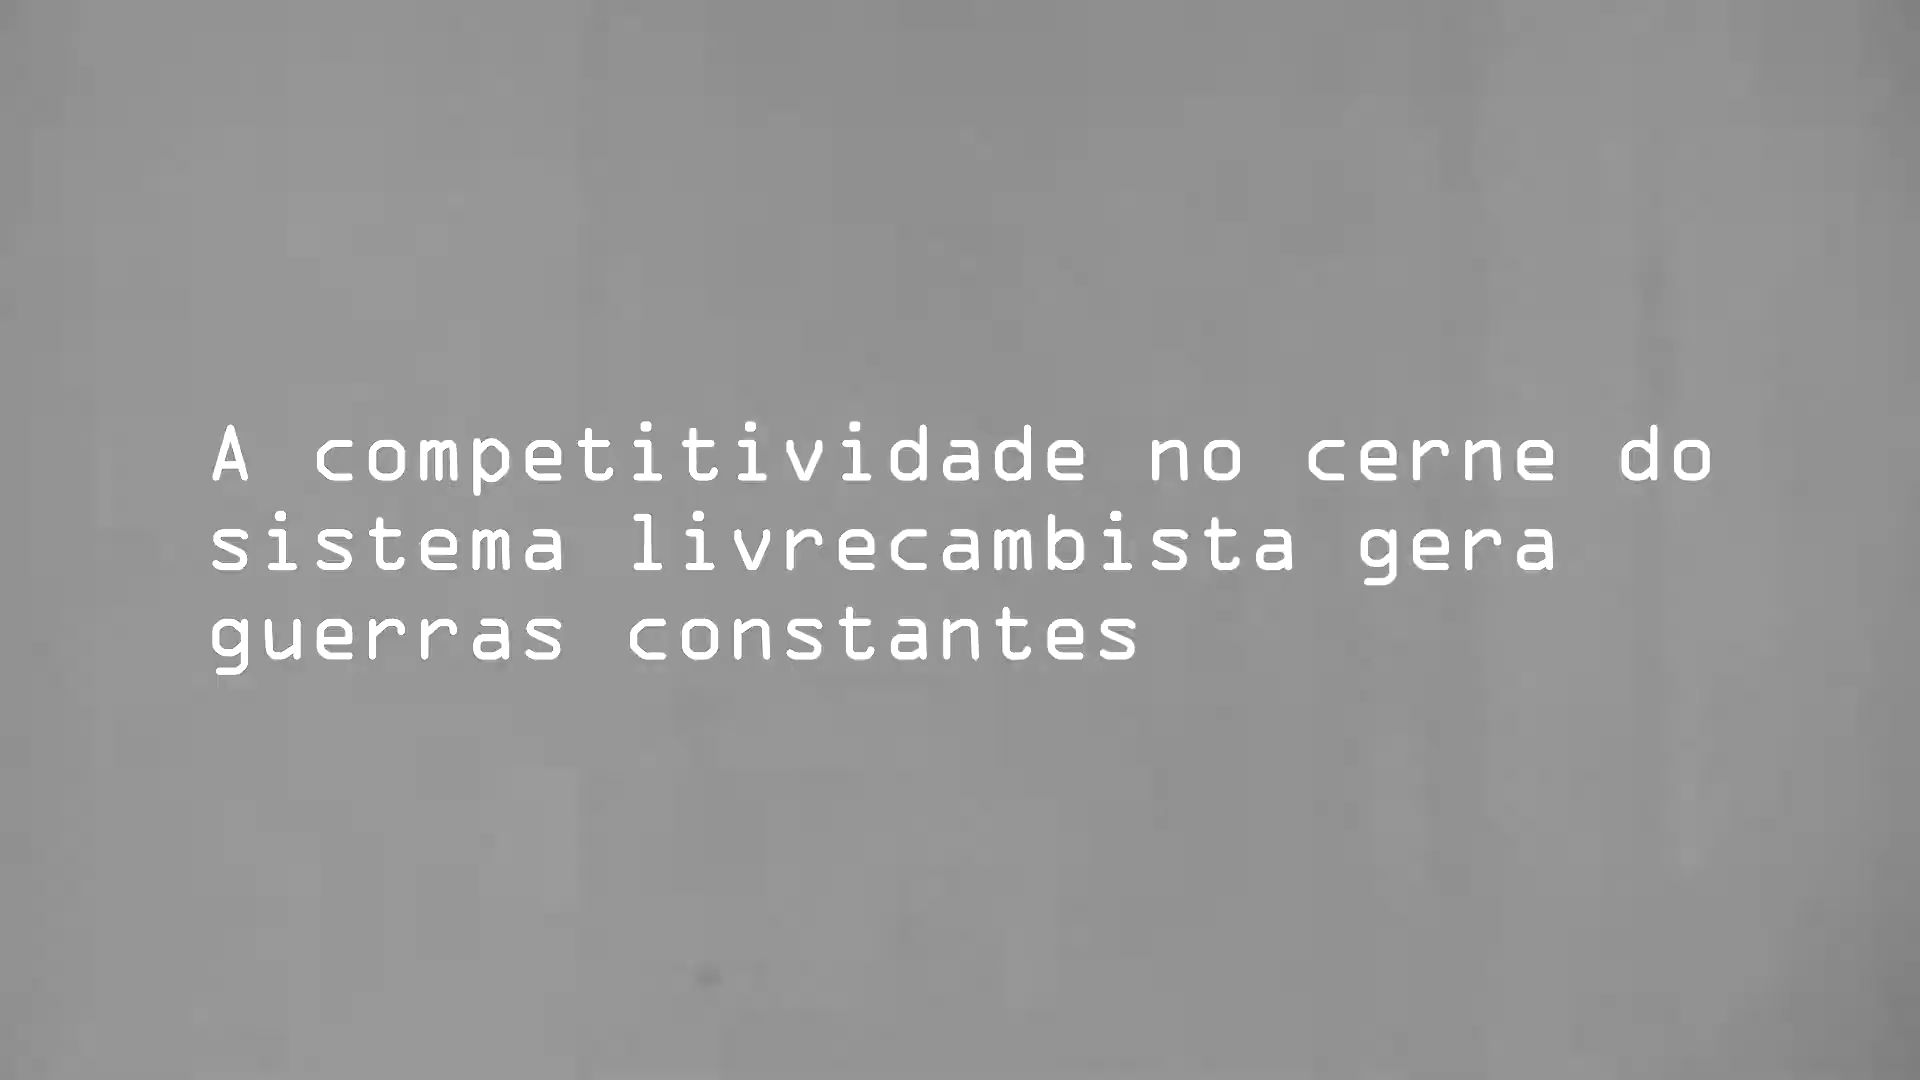 A competitividade no cerne do
sistema livrecambista gera
guerras constantes